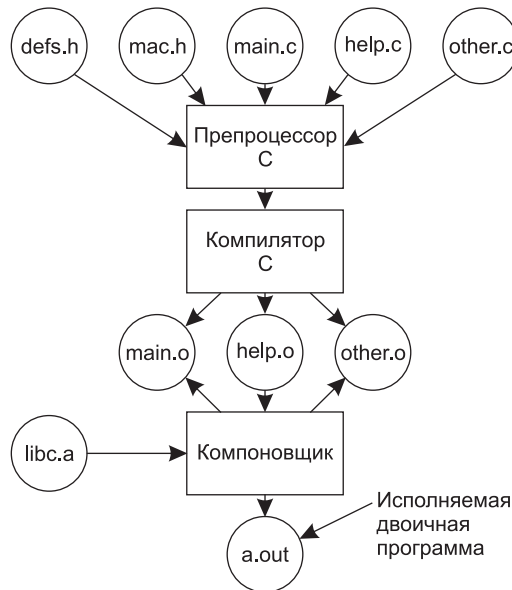 defs.h
mac.h
main.c
help.c
other.c
Препроцессор
C
Компилятор
C
main.o
help.o
other.o
libc.a
Компоновщик
Исполняемая
двоичная
программа
a.out